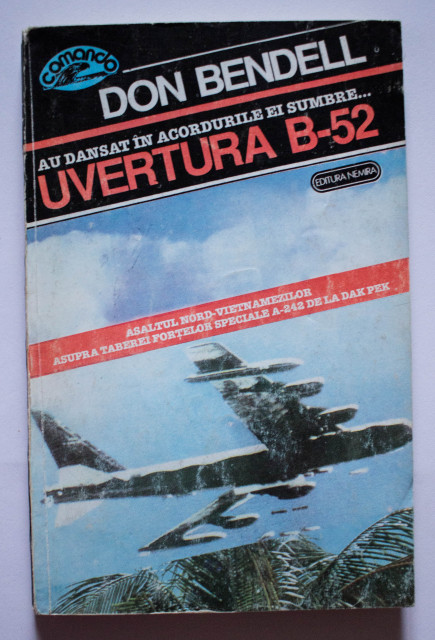 comando
DON BENDELL
AU DANSAT ÎN ACORDURILE EI SUMBRE...
UVERTURA B-52
EDITURA NEMIRA
ASALTUL NORD-VIETNAMEZILOR
ASUPRA TABEREI FORȚELOR SPECIALE A-242 DE LA DAK PEK